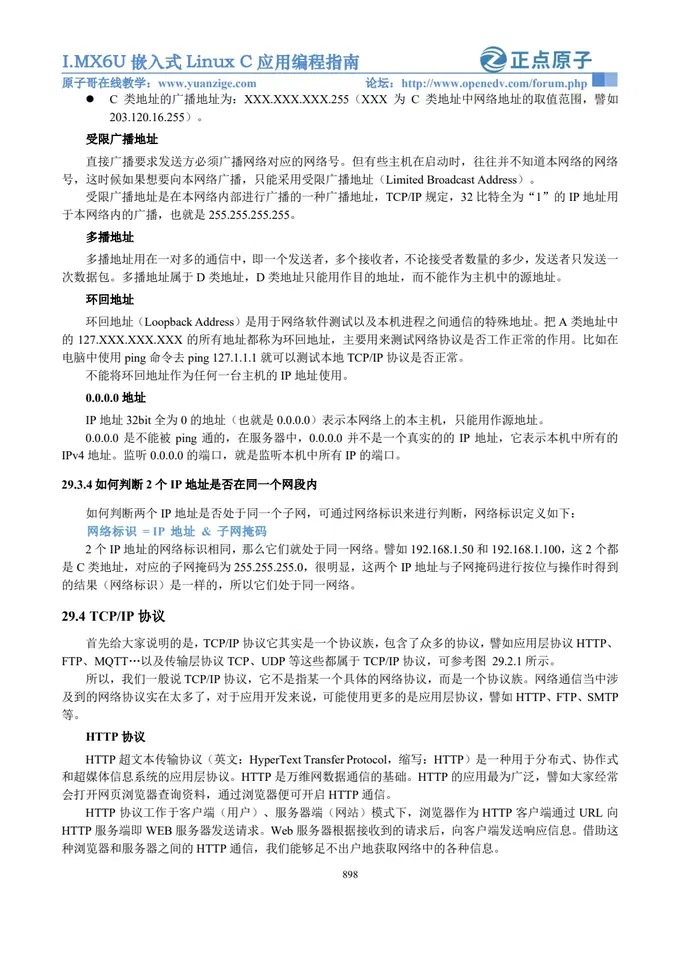 I.MX6U 嵌入式 Linux C 应用编程指南
正点原子
原子哥在线教学：www.yuanzige.com 论坛：http://www.openedv.com/forum.php
● C 类地址的广播地址为：XXX.XXX.XXX.255（XXX 为 C 类地址中网络地址的取值范围，譬如
203.120.16.255）。
受限广播地址
直接广播要求发送方必须广播网络对应的网络号。但有些主机在启动时，往往并不知道本网络的网络
号，这时候如果想要向本网络广播，只能采用受限广播地址（Limited Broadcast Address）。
受限广播地址是在本网络内部进行广播的一种广播地址，TCP/IP 规定，32 比特全为“1”的 IP 地址用
于本网络内的广播，也就是 255.255.255.255。
多播地址
多播地址用在一对多的通信中，即一个发送者，多个接收者，不论接受者数量的多少，发送者只发送一
次数据包。多播地址属于 D 类地址，D 类地址只能用作目的地址，而不能作为主机中的源地址。
环回地址
环回地址（Loopback Address）是用于网络软件测试以及本机进程之间通信的特殊地址。把 A 类地址中
的 127.XXX.XXX.XXX 的所有地址都称为环回地址，主要用来测试网络协议是否工作正常的作用。比如在
电脑中使用 ping 命令去 ping 127.1.1.1 就可以测试本地 TCP/IP 协议是否正常。
不能将环回地址作为任何一台主机的 IP 地址使用。
0.0.0.0 地址
IP 地址 32bit 全为 0 的地址（也就是 0.0.0.0）表示本网络上的本主机，只能用作源地址。
0.0.0.0 是不能被 ping 通的，在服务器中，0.0.0.0 并不是一个真实的的 IP 地址，它表示本机中所有的
IPv4 地址。监听 0.0.0.0 的端口，就是监听本机中所有 IP 的端口。
29.3.4 如何判断 2 个 IP 地址是否在同一个网段内
如何判断两个 IP 地址是否处于同一个子网，可通过网络标识来进行判断，网络标识定义如下：
网络标识 = IP 地址 & 子网掩码
2 个 IP 地址的网络标识相同，那么它们就处于同一网络。譬如 192.168.1.50 和 192.168.1.100，这 2 个都
是 C 类地址，对应的子网掩码为 255.255.255.0，很明显，这两个 IP 地址与子网掩码进行按位与操作时得到
的结果（网络标识）是一样的，所以它们处于同一网络。
29.4 TCP/IP 协议
首先给大家说明的是，TCP/IP 协议它其实是一个协议族，包含了众多的协议，譬如应用层协议 HTTP、
FTP、MQTT…以及传输层协议 TCP、UDP 等这些都属于 TCP/IP 协议，可参考图 29.2.1 所示。
所以，我们一般说 TCP/IP 协议，它不是指某一个具体的网络协议，而是一个协议族。网络通信当中涉
及到的网络协议实在太多了，对于应用开发来说，可能使用更多的是应用层协议，譬如 HTTP、FTP、SMTP
等。
HTTP 协议
HTTP 超文本传输协议（英文：HyperText Transfer Protocol，缩写：HTTP）是一种用于分布式、协作式
和超媒体信息系统的应用层协议。HTTP 是万维网数据通信的基础。HTTP 的应用最为广泛，譬如大家经常
会打开网页浏览器查询资料，通过浏览器便可开启 HTTP 通信。
HTTP 协议工作于客户端（用户）、服务器端（网站）模式下，浏览器作为 HTTP 客户端通过 URL 向
HTTP 服务端即 WEB 服务器发送请求。Web 服务器根据接收到的请求后，向客户端发送响应信息。借助这
种浏览器和服务器之间的 HTTP 通信，我们能够足不出户地获取网络中的各种信息。
898